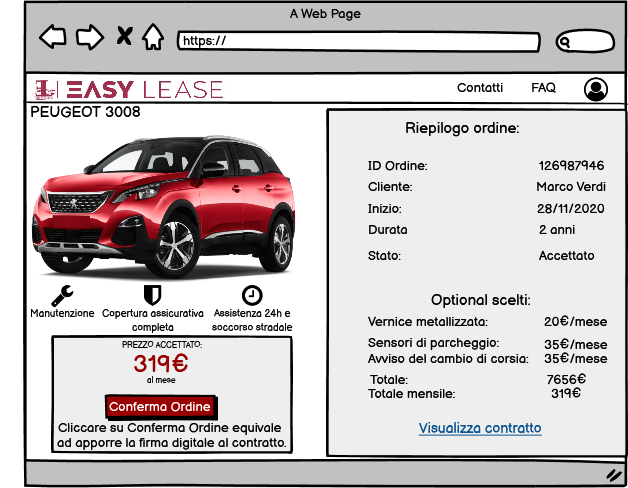 A Web Page
https://
EASY LEASE
Contatti
FAQ
PEUGEOT 3008
Manutenzione
Copertura assicurativa
completa
Assistenza 24h e
soccorso stradale
PREZZO ACCETTATO:
319€
al mese
Conferma Ordine
Cliccare su Conferma Ordine equivale
ad apporre la firma digitale al contratto.
Riepilogo ordine:
ID Ordine: 126987946
Cliente: Marco Verdi
Inizio: 28/11/2020
Durata 2 anni
Stato: Accettato
Optional scelti:
Vernice metallizzata: 20€/mese
Sensori di parcheggio: 35€/mese
Avviso del cambio di corsia: 35€/mese
Totale: 7656€
Totale mensile: 319€
Visualizza contratto